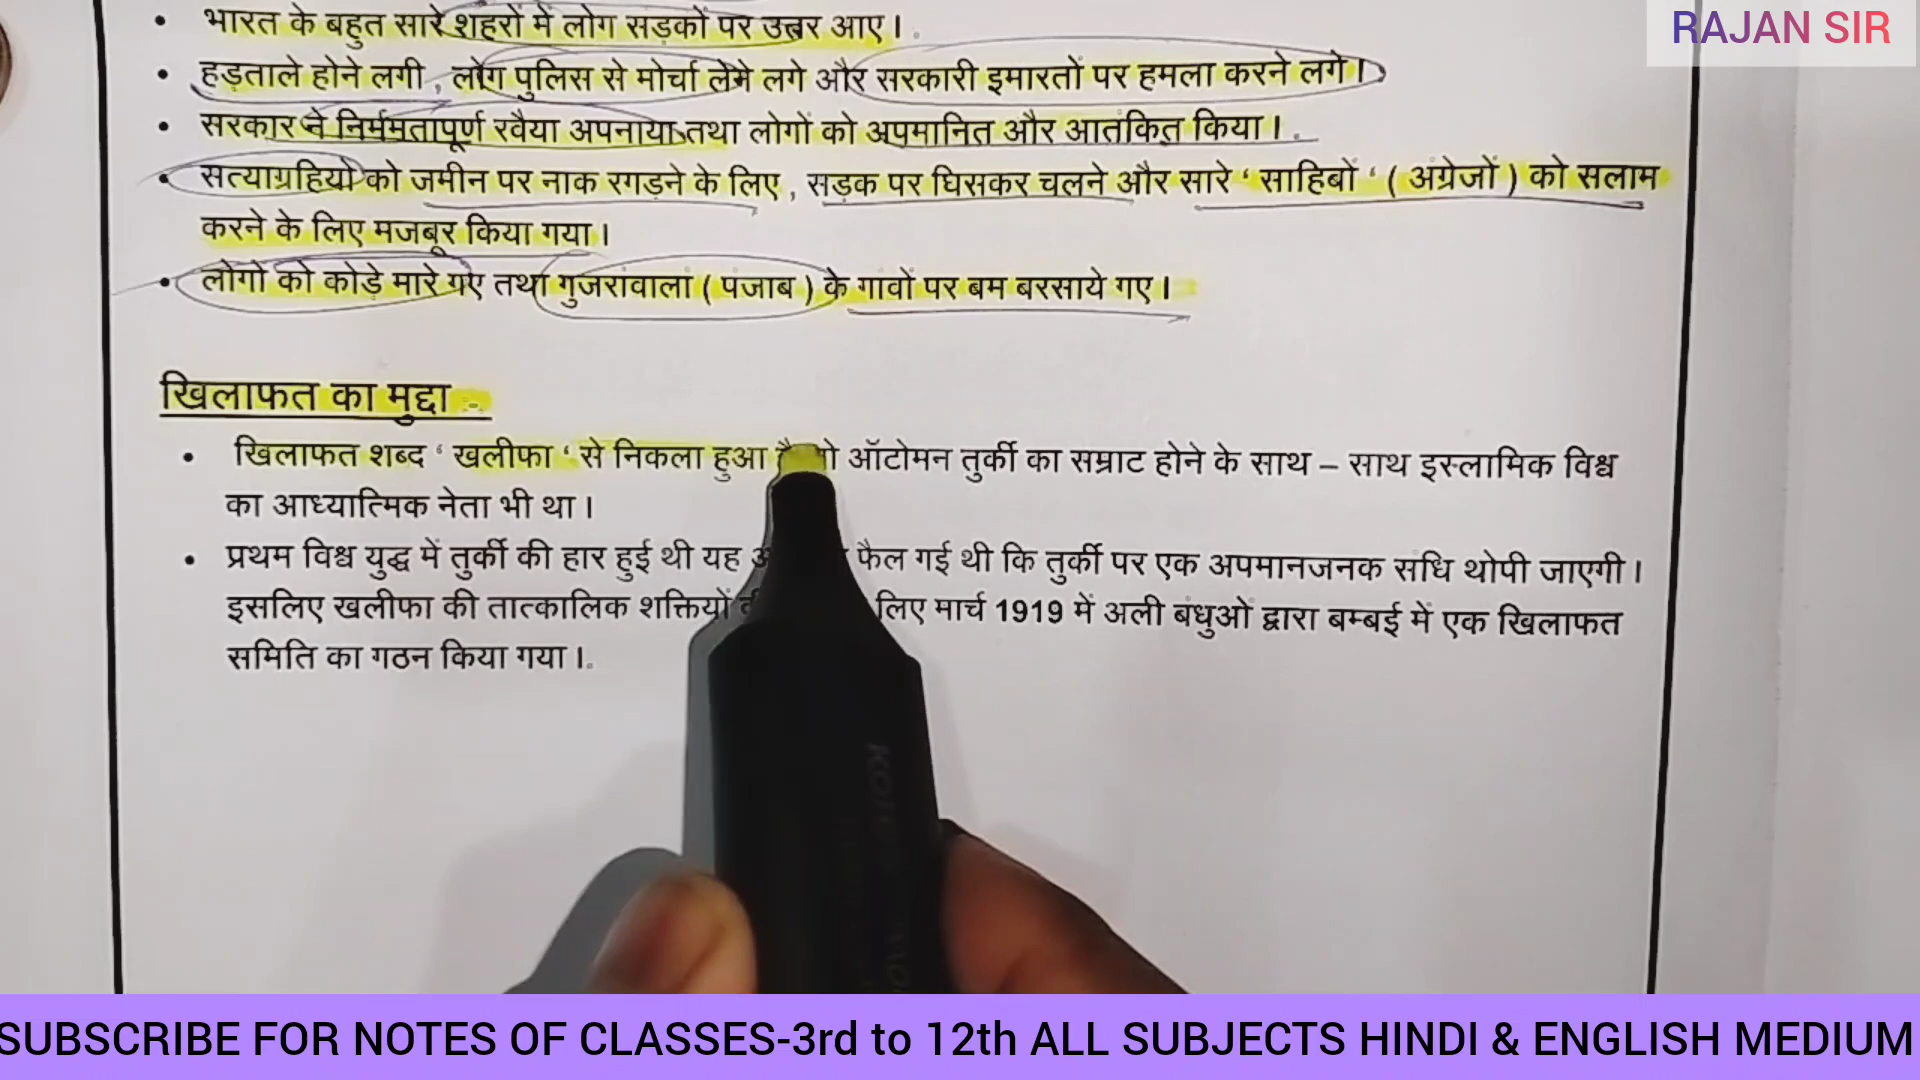 RAJAN SIR
• भारत के बहुत सारे शहरों में लोग सड़कों पर उतर आए ।
• हड़ताले होने लगी , लोग पुलिस से मोर्चा लेने लगे और सरकारी इमारतों पर हमला करने लगे ।
• सरकार ने निर्ममतापूर्ण रवैया अपनाया तथा लोगों को अपमानित और आतंकित किया ।
• सत्याग्रहियो को जमीन पर नाक रगड़ने के लिए , सड़क पर घिसकर चलने और सारे ‘ साहिबों ‘ ( अंग्रेजों ) को सलाम
करने के लिए मजबूर किया गया ।
• लोगो को कोड़े मारे गए तथा गुजरांवाला ( पंजाब ) के गांवों पर बम बरसाये गए ।
खिलाफत का मुद्दा :-
• खिलाफत शब्द ‘ खलीफा ‘ से निकला हुआ ऑटोमन तुर्की का सम्राट होने के साथ – साथ इस्लामिक विश्व
का आध्यात्मिक नेता भी था ।
• प्रथम विश्व युद्ध में तुर्की की हार हुई थी यह फैल गई थी कि तुर्की पर एक अपमानजनक संधि थोपी जाएगी ।
इसलिए खलीफा की तात्कालिक शक्तियों लिए मार्च 1919 में अली बंधुओं द्वारा बम्बई में एक खिलाफत
समिति का गठन किया गया ।
SUBSCRIBE FOR NOTES OF CLASSES-3rd to 12th ALL SUBJECTS HINDI & ENGLISH MEDIUM